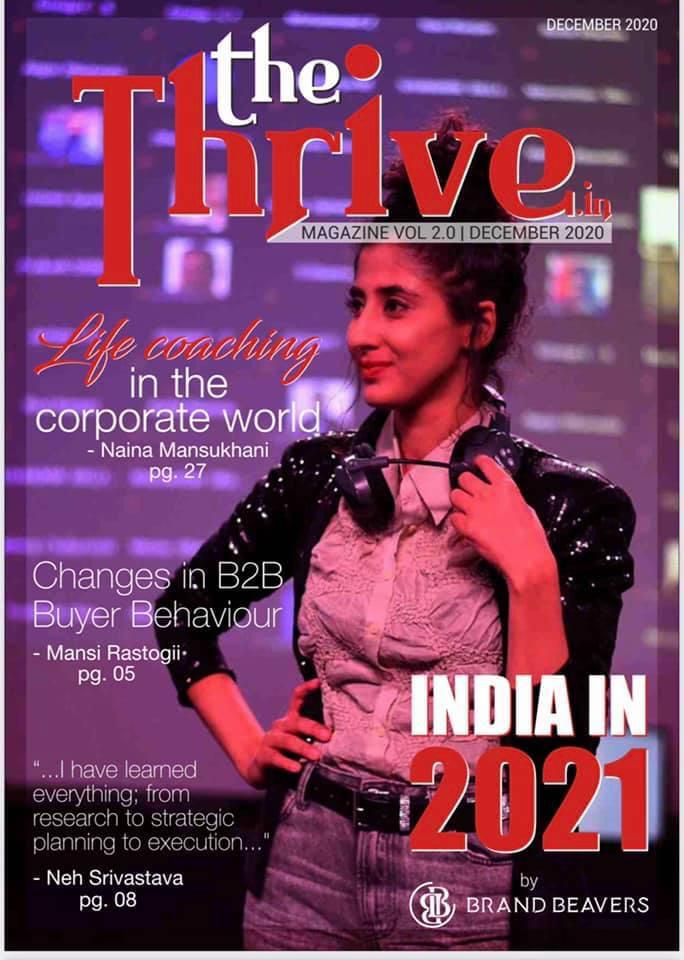 DECEMBER 2020
the
Thrive.in
MAGAZINE VOL 2.0 | DECEMBER 2020
Life coaching
in the
corporate world
- Naina Mansukhani
pg. 27
Changes in B2B
Buyer Behaviour
- Mansi Rastogii
pg. 05
"...I have learned
everything; from
research to strategic
planning to execution..."
- Neh Srivastava
pg. 08
INDIA IN
2021
by
BRAND BEAVERS